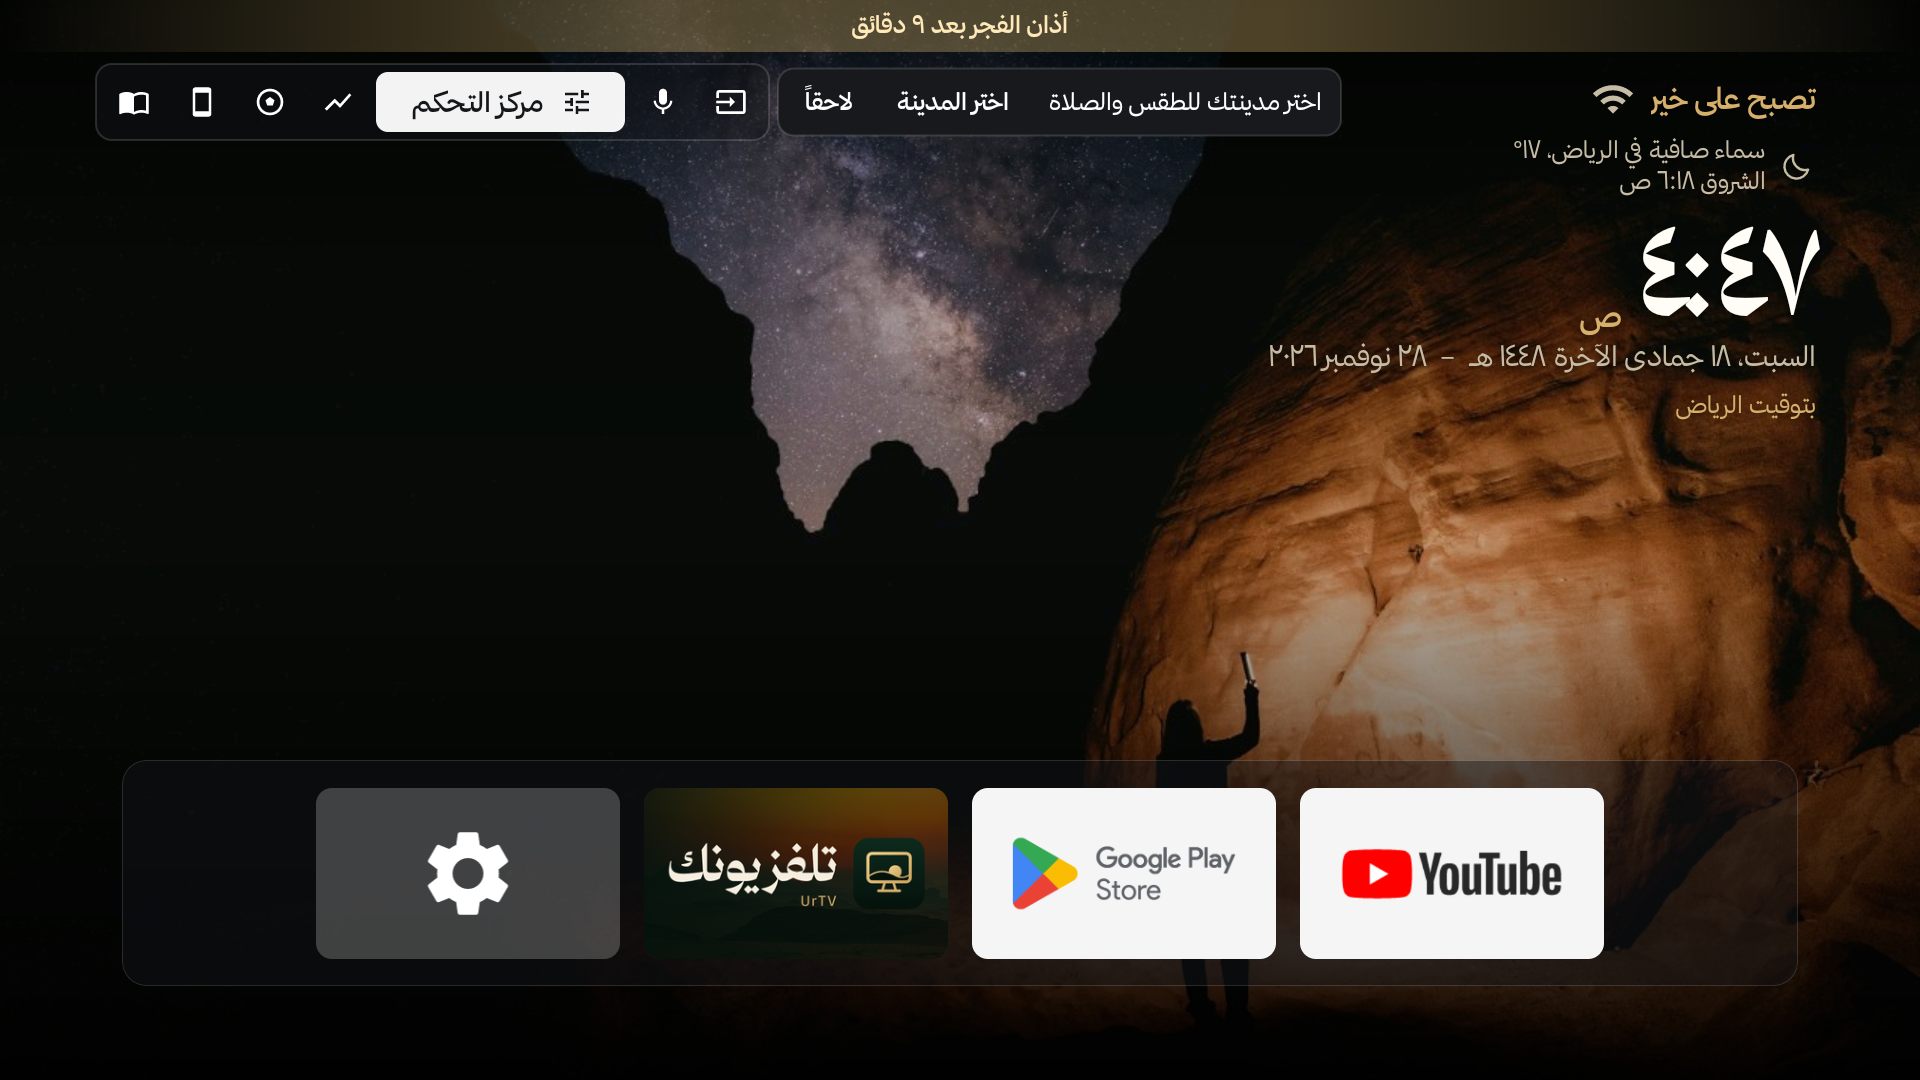 أذان الفجر بعد ٩ دقائق
تصبح على خير
اختر مدينتك للطقس والصلاة
اختر المدينة
لاحقاً
مركز التحكم
سماء صافية في الرياض، ١٧°
الشروق ٦:١٨ ص
٤:٤٧ ص
السبت، ١٨ جمادى الآخرة ١٤٤٨ هـ – ٢٨ نوفمبر ٢٠٢٦
بتوقيت الرياض
YouTube
Google Play
Store
تلفزيونك
UrTV